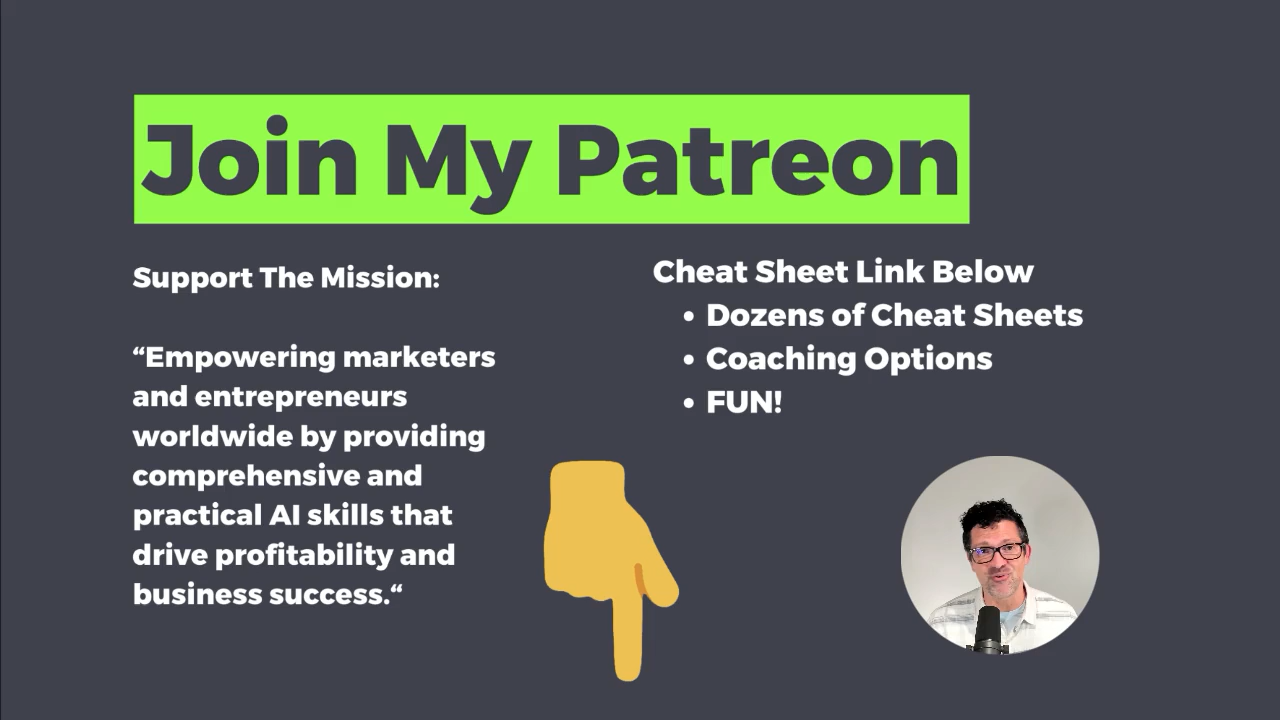 Join My Patreon
Support The Mission:
“Empowering marketers
and entrepreneurs
worldwide by providing
comprehensive and
practical AI skills that
drive profitability and
business success.“
Cheat Sheet Link Below
• Dozens of Cheat Sheets
• Coaching Options
• FUN!